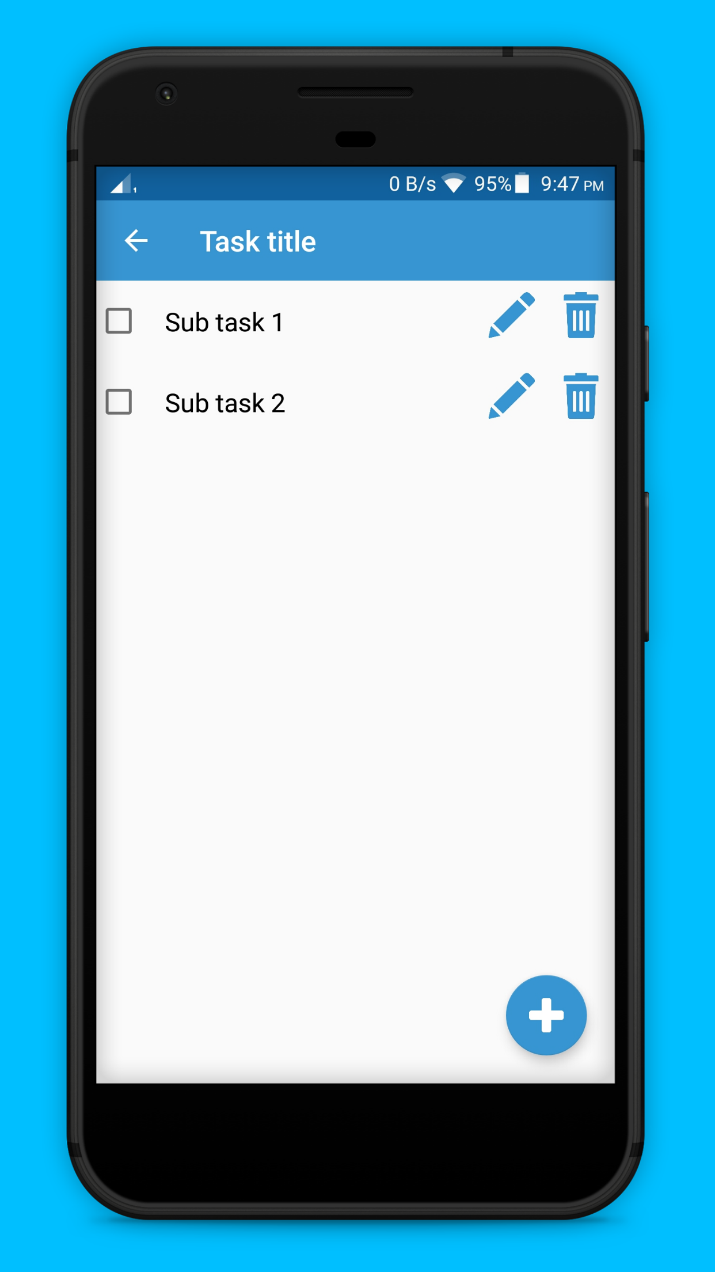 0 B/s 95% 9:47 PM
Task title
Sub task 1
Sub task 2